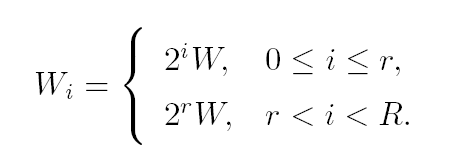 W_i = { 2^i W, 0 ≤ i ≤ r,
2^r W, r < i < R.